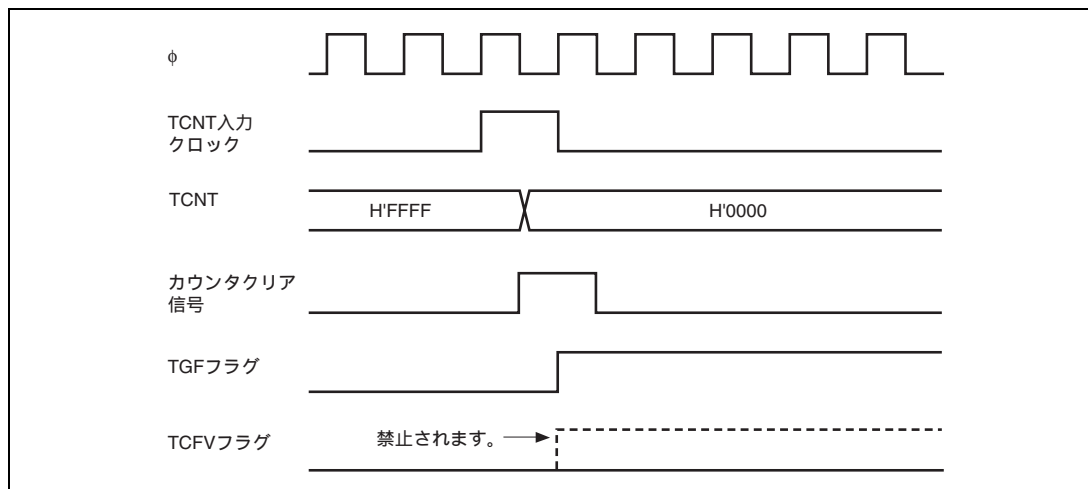 φ
TCNT入力
クロック
TCNT
H'FFFF
H'0000
カウンタクリア
信号
TGFフラグ
TCFVフラグ
禁止されます。